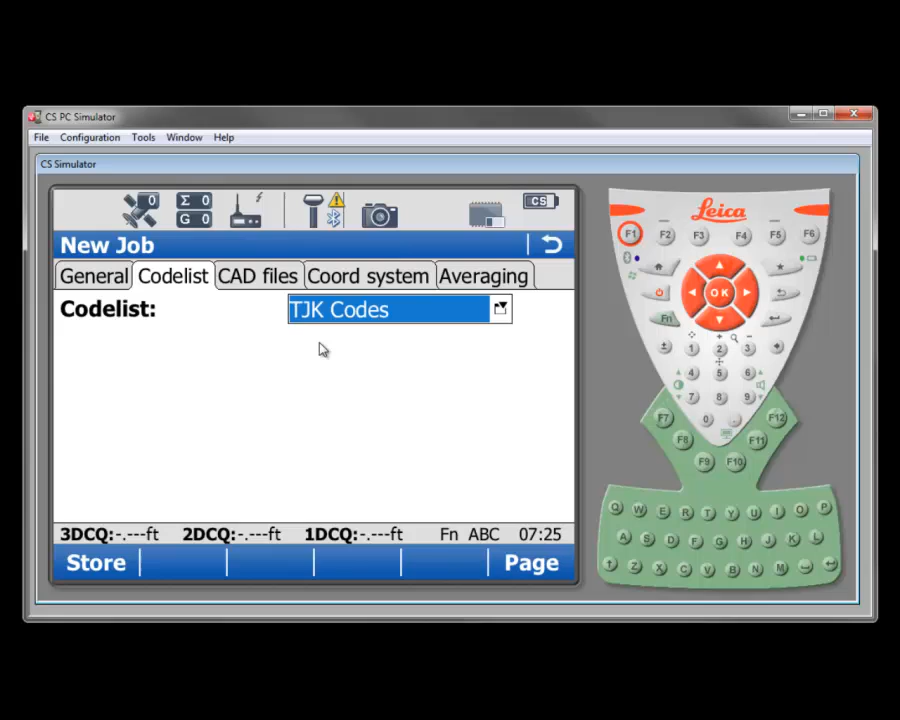 CS PC Simulator
File Configuration Tools Window Help
CS Simulator
0 Σ 0 G 0 CS
New Job
General Codelist CAD files Coord system Averaging
Codelist: TJK Codes
3DCQ:-.---ft 2DCQ:-.---ft 1DCQ:-.---ft Fn ABC 07:25
Store Page
Leica
F1 F2 F3 F4 F5 F6
OK
Fn
1 2 3
4 5 6
7 8 9
0 .
F7 F12
F8 F11
F9 F10
Q W E R T Y U I O P
A S D F G H J K L
Z X C V B N M